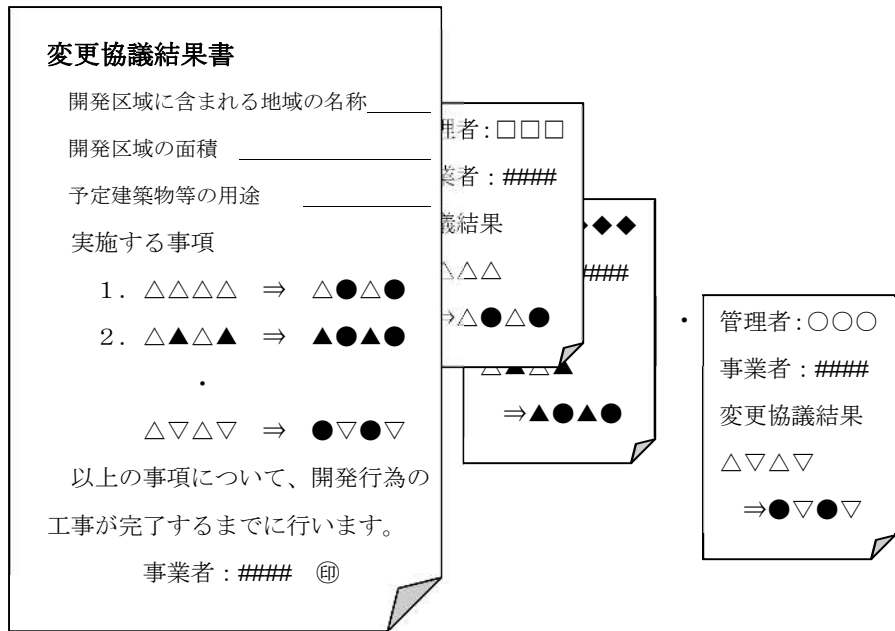 変更協議結果書
開発区域に含まれる地域の名称
開発区域の面積
予定建築物等の用途
実施する事項
1. △△△△ ⇒ △●△●
2. △▲△▲ ⇒ ▲●▲●
・
△▽△▽ ⇒ ●▽●▽
以上の事項について、開発行為の
工事が完了するまでに行います。
事業者:#### ㊞
理者:□□□
業者:####
議結果
△△△
⇒△●△●
◆◆◆
####
△▲△▲
⇒▲●▲●
・
管理者:○○○
事業者:####
変更協議結果
△▽△▽
⇒●▽●▽